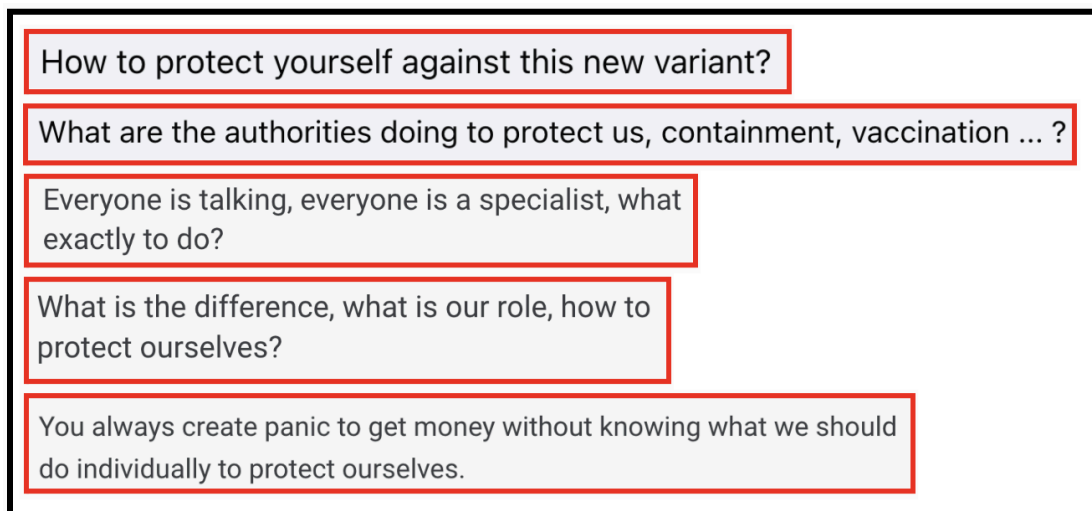 How to protect yourself against this new variant?
What are the authorities doing to protect us, containment, vaccination ... ?
Everyone is talking, everyone is a specialist, what
exactly to do?
What is the difference, what is our role, how to
protect ourselves?
You always create panic to get money without knowing what we should
do individually to protect ourselves.